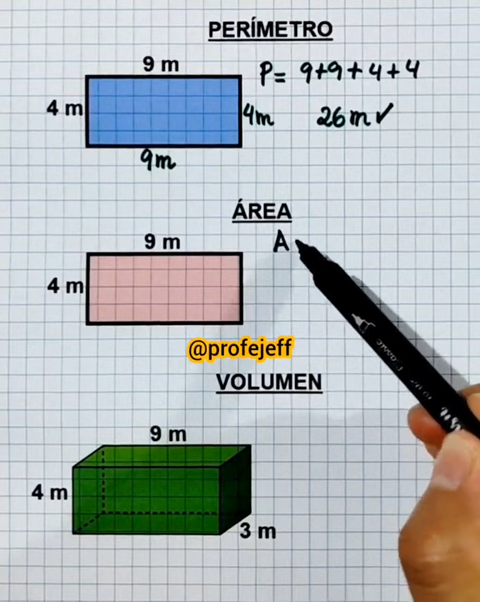 PERÍMETRO
9 m
P= 9+9+4+4
4 m
4m
26m✓
9m
ÁREA
9 m
A
4 m
@profejeff
VOLUMEN
9 m
4 m
3 m